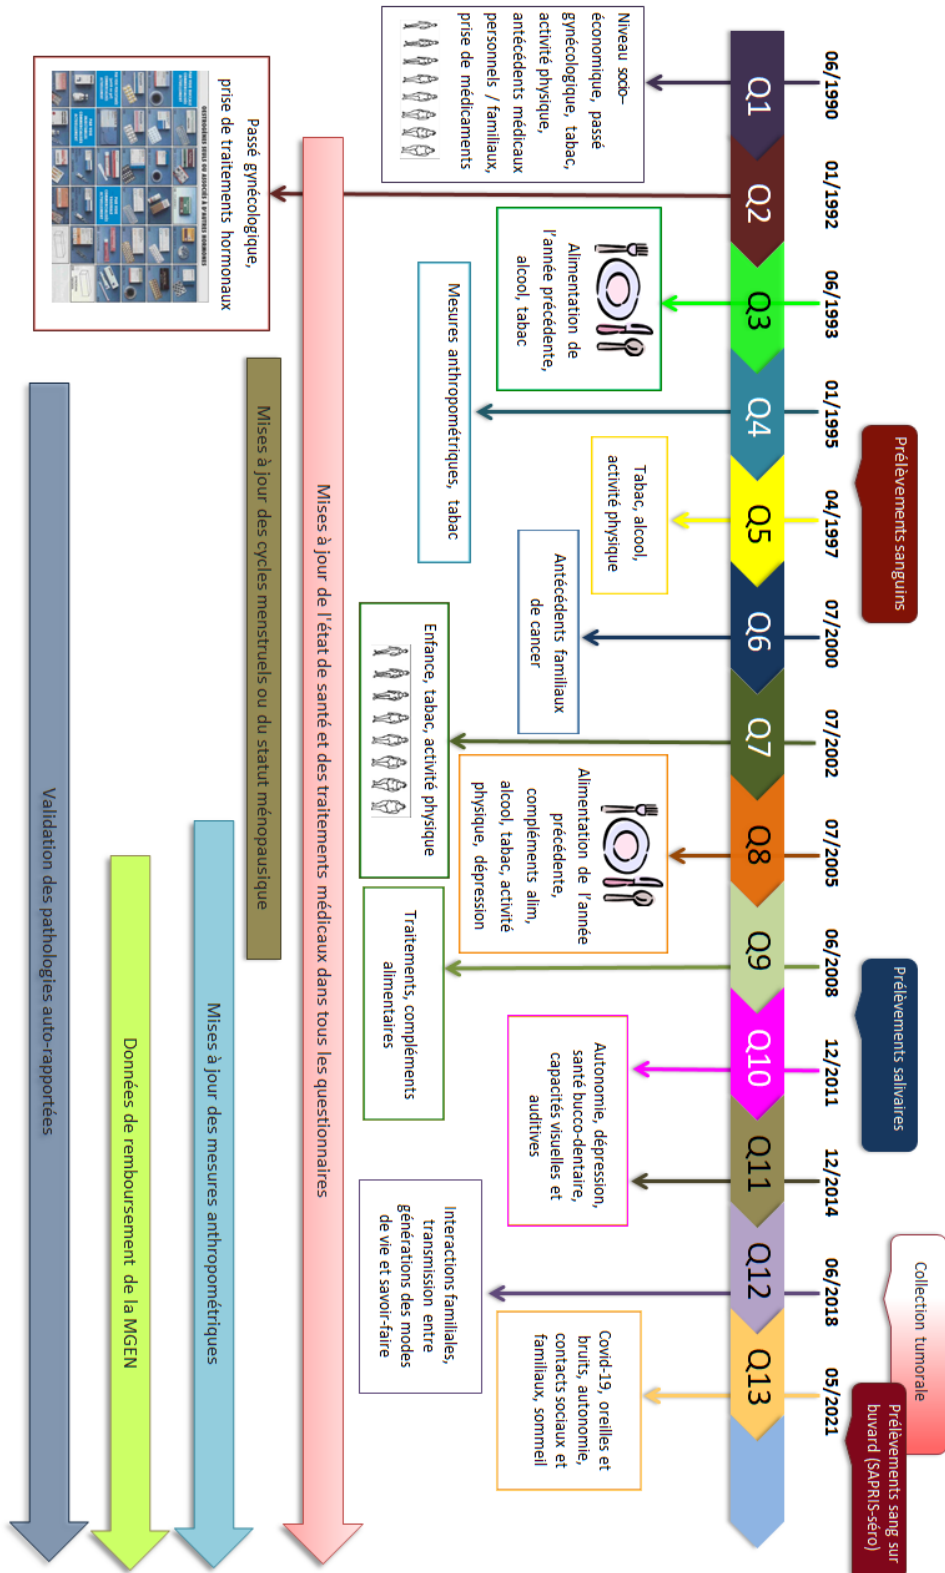 Prélèvements sanguins
Prélèvements salivaires
Collection tumorale
Prélèvements sang sur
buvard (SAPRIS-séro)
06/1990
01/1992
06/1993
01/1995
04/1997
07/2000
07/2002
07/2005
06/2008
12/2011
12/2014
06/2018
05/2021
Q1
Q2
Q3
Q4
Q5
Q6
Q7
Q8
Q9
Q10
Q11
Q12
Q13
Niveau socio–
économique, passé
gynécologique, tabac,
activité physique,
antécédents médicaux
personnels / familiaux,
prise de médicaments
Alimentation de
l'année précédente,
alcool, tabac
Mesures anthropométriques, tabac
Tabac, alcool,
activité physique
Antécédents familiaux
de cancer
Enfance, tabac, activité physique
Alimentation de l'année
précédente,
compléments alim,
alcool, tabac, activité
physique, dépression
Traitements, compléments
alimentaires
Autonomie, dépression,
santé bucco-dentaire,
capacités visuelles et
auditives
Interactions familiales,
transmission entre
générations des modes
de vie et savoir-faire
Covid-19, oreilles et
bruits, autonomie,
contacts sociaux et
familiaux, sommeil
Passé gynécologique,
prise de traitements hormonaux
OESTROGÈNES SEULS OU ASSOCIÉS À D'AUTRES HORMONES
Mises à jour de l'état de santé et des traitements médicaux dans tous les questionnaires
Mises à jour des cycles menstruels ou du statut ménopausique
Mises à jour des mesures anthropométriques
Données de remboursement de la MGEN
Validation des pathologies auto-rapportées